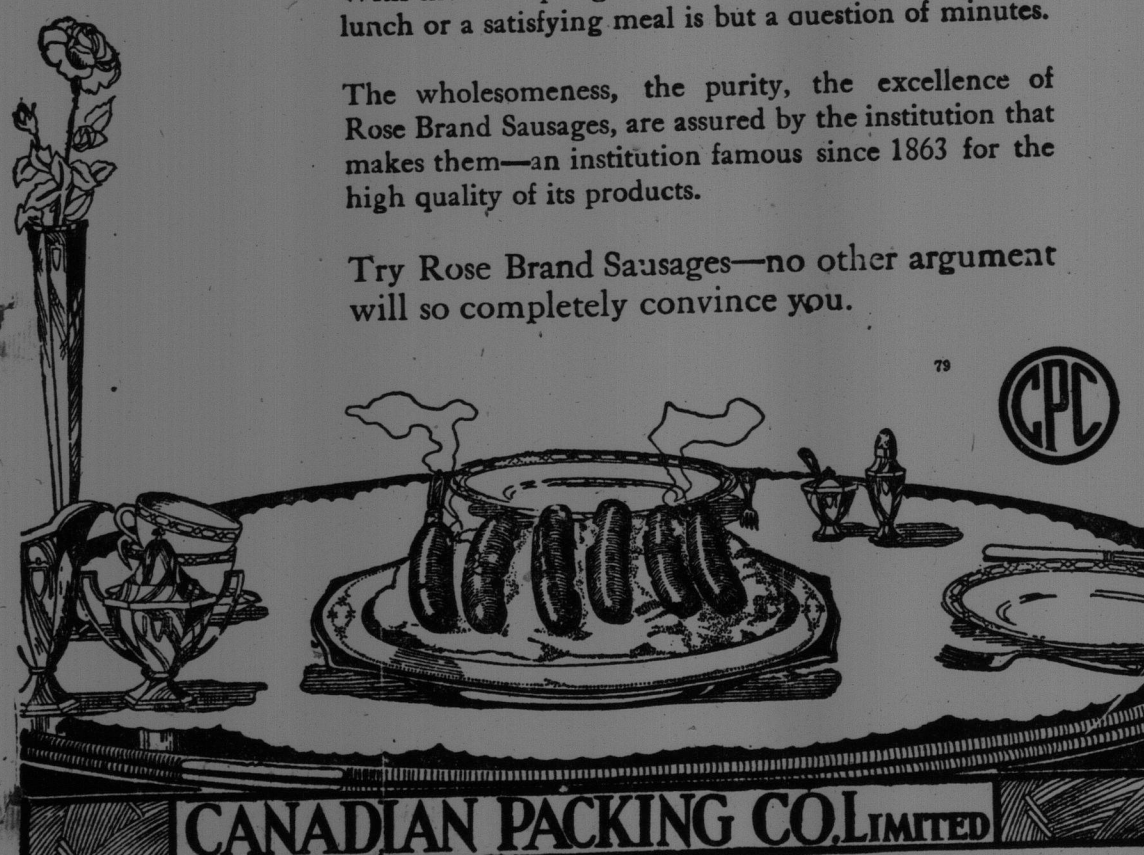 lunch or a satisfying meal is but a question of minutes.
The wholesomeness, the purity, the excellence of
Rose Brand Sausages, are assured by the institution that
makes them—an institution famous since 1863 for the
high quality of its products.
Try Rose Brand Sausages—no other argument
will so completely convince you.
79
CPC
CANADIAN PACKING CO. LIMITED